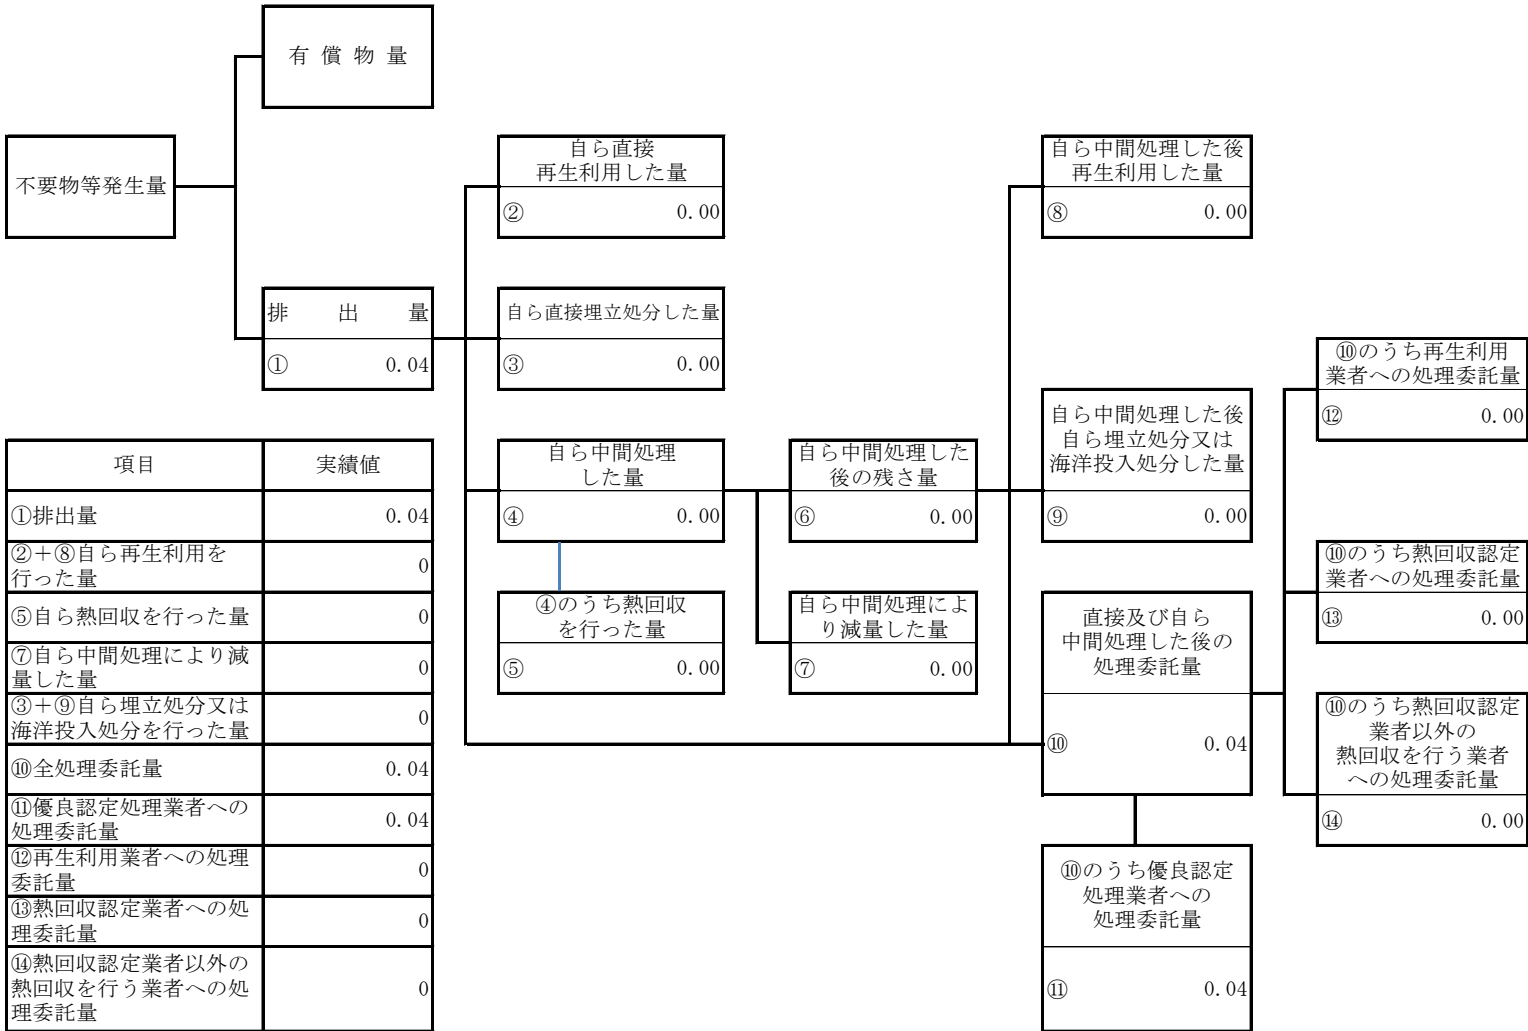 有償物量
不要物等発生量
排出量
① 0.04
自ら直接
再生利用した量
② 0.00
自ら直接埋立処分した量
③ 0.00
自ら中間処理
した量
④ 0.00
④のうち熱回収
を行った量
⑤ 0.00
自ら中間処理した
後の残さ量
⑥ 0.00
自ら中間処理によ
り減量した量
⑦ 0.00
自ら中間処理した後
再生利用した量
⑧ 0.00
自ら中間処理した後
自ら埋立処分又は
海洋投入処分した量
⑨ 0.00
直接及び自ら
中間処理した後の
処理委託量
⑩ 0.04
⑩のうち優良認定
処理業者への
処理委託量
⑪ 0.04
⑩のうち再生利用
業者への処理委託量
⑫ 0.00
⑩のうち熱回収認定
業者への処理委託量
⑬ 0.00
⑩のうち熱回収認定
業者以外の
熱回収を行う業者
への処理委託量
⑭ 0.00
項目 実績値
①排出量 0.04
②＋⑧自ら再生利用を
行った量 0
⑤自ら熱回収を行った量 0
⑦自ら中間処理により減
量した量 0
③＋⑨自ら埋立処分又は
海洋投入処分を行った量 0
⑩全処理委託量 0.04
⑪優良認定処理業者への
処理委託量 0.04
⑫再生利用業者への処理
委託量 0
⑬熱回収認定業者への処
理委託量 0
⑭熱回収認定業者以外の
熱回収を行う業者への処
理委託量 0